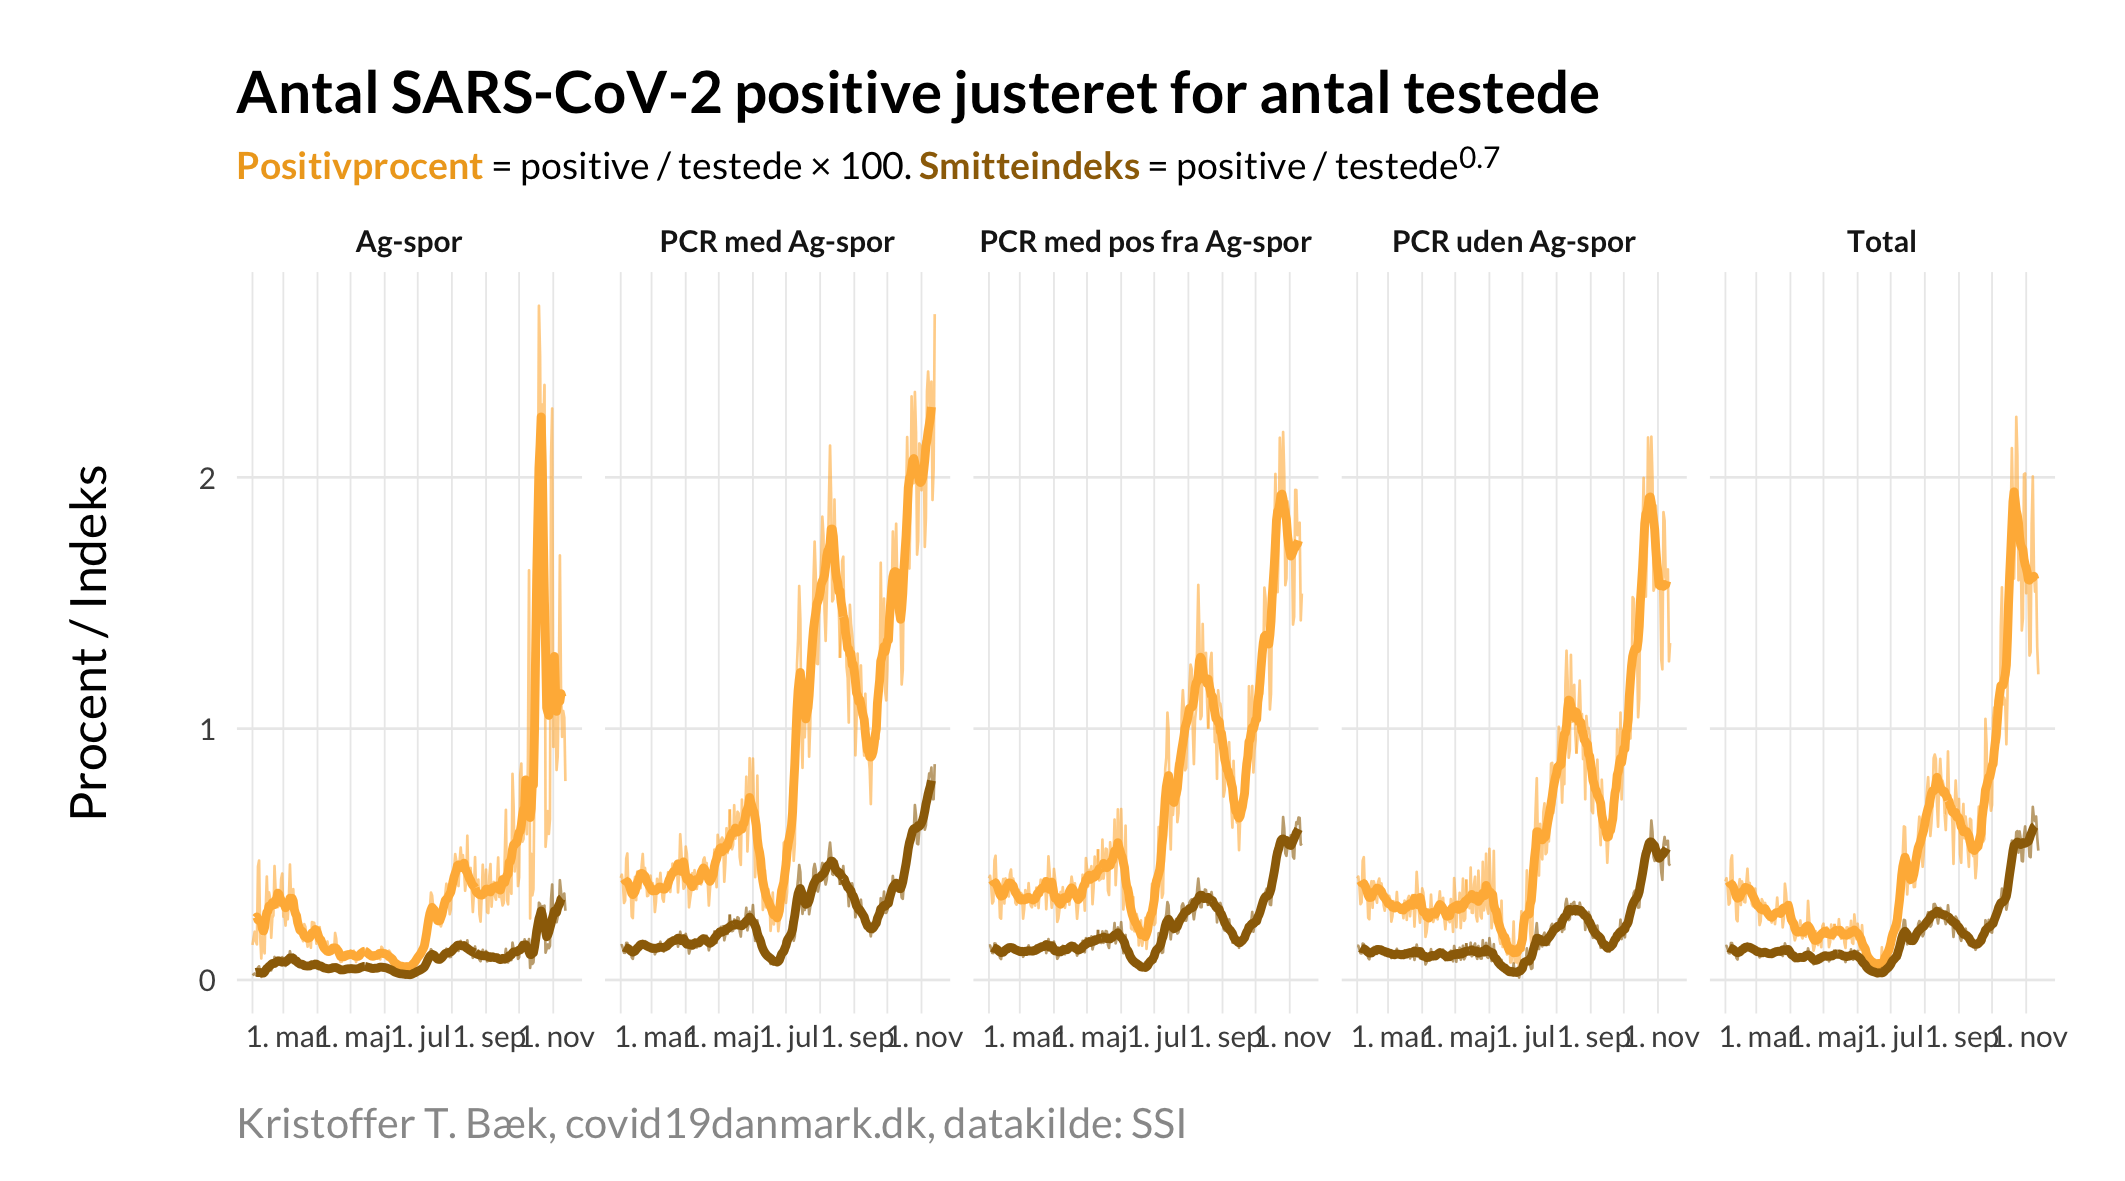 Antal SARS-CoV-2 positive justeret for antal testede
Positivprocent = positive / testede × 100. Smitteindeks = positive / testede^0.7
Ag-spor PCR med Ag-spor PCR med pos fra Ag-spor PCR uden Ag-spor Total
Procent / Indeks
2
1
0
1. mar 1. maj 1. jul 1. sep 1. nov 1. mar 1. maj 1. jul 1. sep 1. nov 1. mar 1. maj 1. jul 1. sep 1. nov 1. mar 1. maj 1. jul 1. sep 1. nov 1. mar 1. maj 1. jul 1. sep 1. nov
Kristoffer T. Bæk, covid19danmark.dk, datakilde: SSI